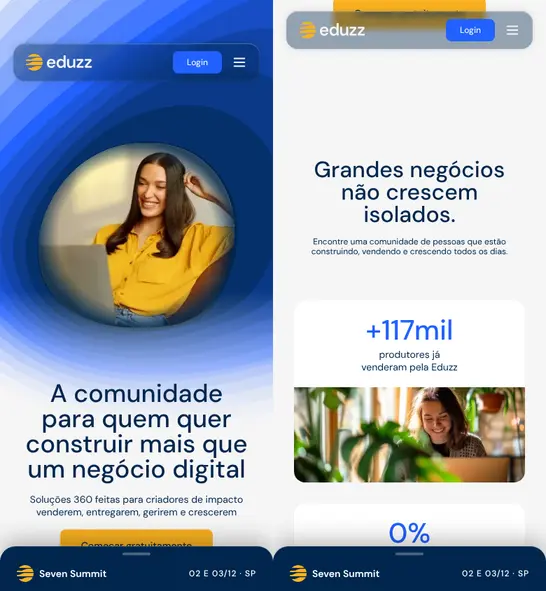 eduzz
Login
A comunidade
para quem quer
construir mais que
um negócio digital
Soluções 360 feitas para criadores de impacto
venderem, entregarem, gerirem e crescerem
Começar gratuitamente
Seven Summit
02 E 03/12 · SP
eduzz
Login
Grandes negócios
não crescem
isolados.
Encontre uma comunidade de pessoas que estão
construindo, vendendo e crescendo todos os dias.
+117mil
produtores já
venderam pela Eduzz
0%
Seven Summit
02 E 03/12 · SP